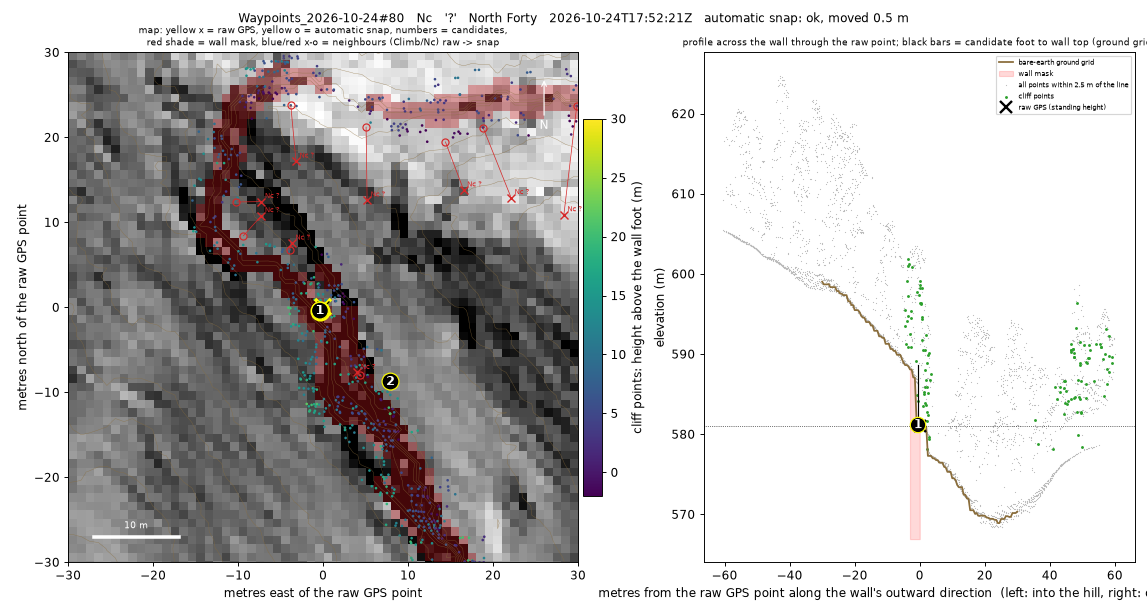 Waypoints_2026-10-24#80   Nc   '?'   North Forty   2026-10-24T17:52:21Z   automatic snap: ok, moved 0.5 m
map: yellow x = raw GPS, yellow o = automatic snap, numbers = candidates,
red shade = wall mask, blue/red x-o = neighbours (Climb/Nc) raw -> snap
metres north of the raw GPS point
30
20
10
0
−10
−20
−30
−30
−20
−10
0
10
20
30
metres east of the raw GPS point
Nc ?
Nc ?
Nc ?
Nc ?
Nc ?
Nc ?
Nc ?
N
1
2
10 m
30
25
20
15
10
5
0
cliff points: height above the wall foot (m)
profile across the wall through the raw point; black bars = candidate foot to wall top (ground gri
bare-earth ground grid
wall mask
all points within 2.5 m of the line
cliff points
raw GPS (standing height)
elevation (m)
620
610
600
590
580
570
1
−60
−40
−20
0
20
40
60
metres from the raw GPS point along the wall's outward direction  (left: into the hill, right: